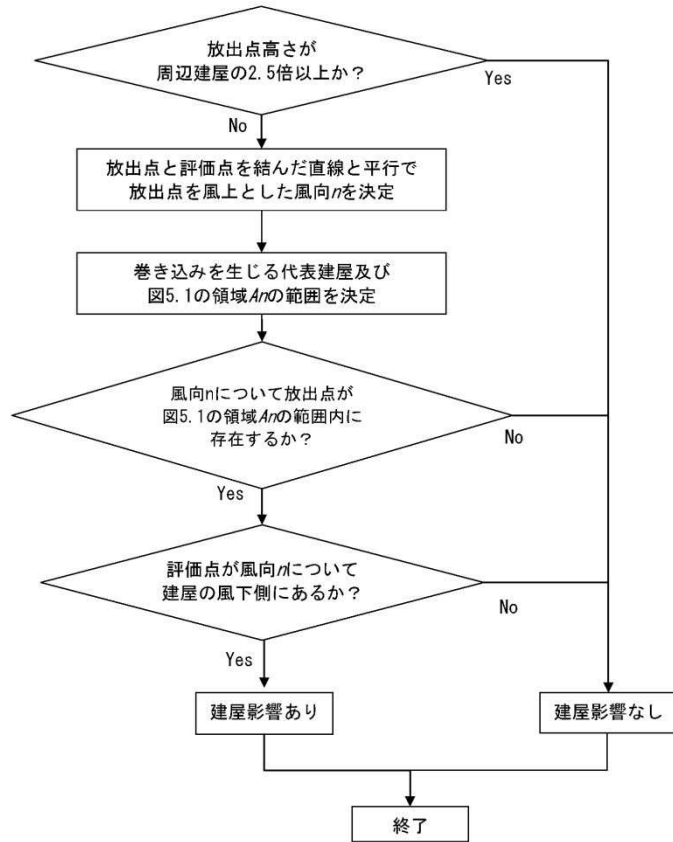 放出点高さが
周辺建屋の2.5倍以上か？
Yes
No
放出点と評価点を結んだ直線と平行で
放出点を風上とした風向nを決定
巻き込みを生じる代表建屋及び
図5.1の領域Anの範囲を決定
風向nについて放出点が
図5.1の領域Anの範囲内に
存在するか？
No
Yes
評価点が風向nについて
建屋の風下側にあるか？
No
Yes
建屋影響あり
建屋影響なし
終了